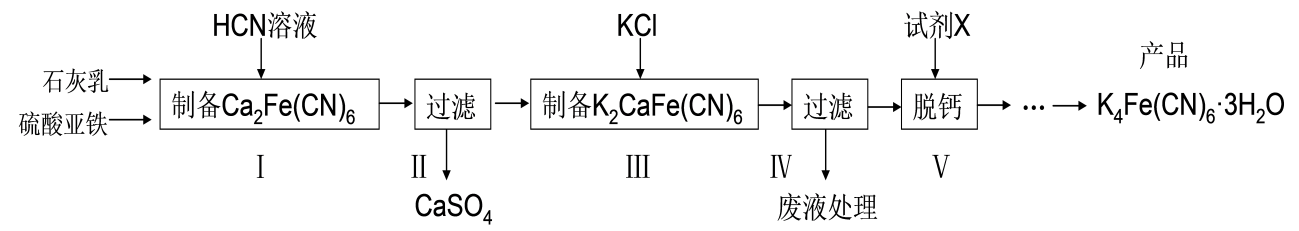 HCN溶液
KCl
试剂X
产品
石灰乳
硫酸亚铁
制备Ca₂Fe(CN)₆
过滤
制备K₂CaFe(CN)₆
过滤
脱钙
···
K₄Fe(CN)₆·3H₂O
Ⅰ
Ⅱ
Ⅲ
Ⅳ
Ⅴ
CaSO₄
废液处理